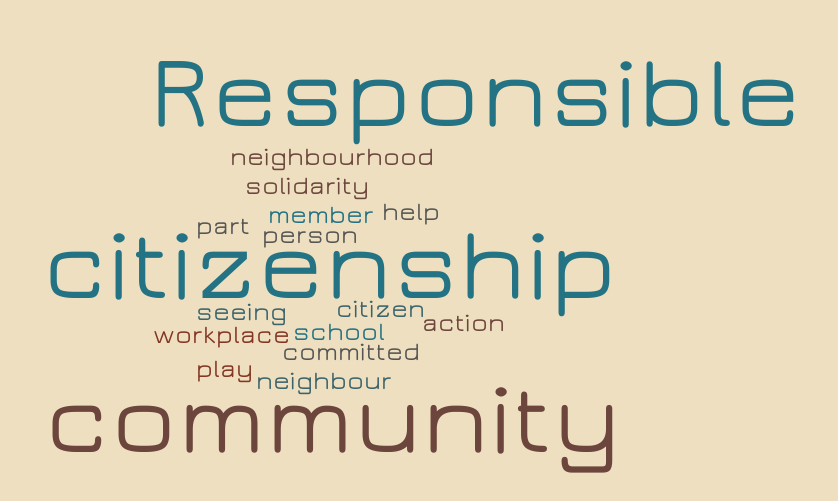 Responsible
neighbourhood
solidarity
member help
part person
citizenship
seeing citizen
workplace school action
committed
play neighbour
community